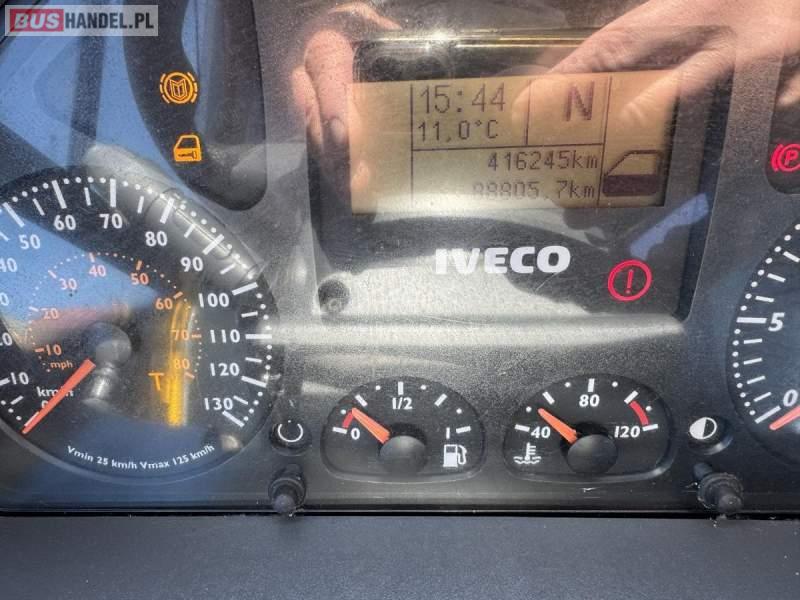 BUSHANDEL.PL
15:44 N
11,0°C
416245km
88805.7km
IVECO
P
!
10 50 60 70 80 90 100 110 120 130
10 20 30 40 50 60 70 80
mph
km/h
T
Vmin 25 km/h Vmax 125 km/h
0 1/2 1
40 80 120
5
0